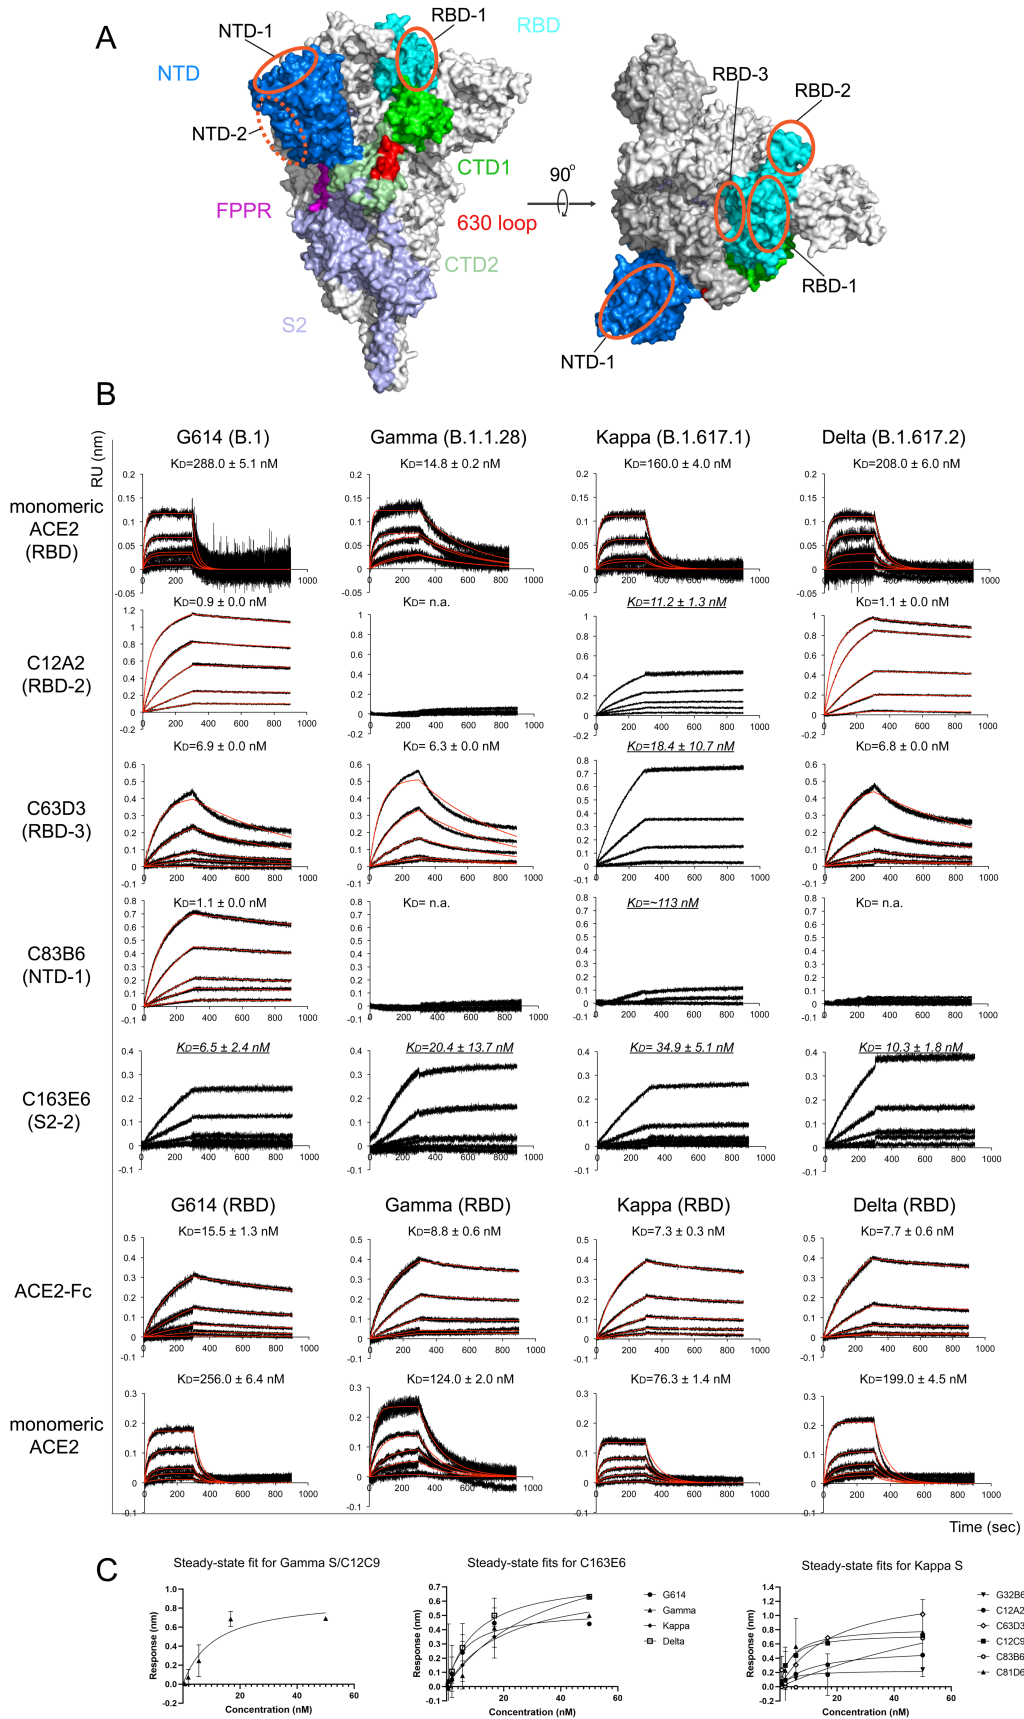 A
NTD-1
RBD-1
RBD
NTD
RBD-3
RBD-2
NTD-2
CTD1
90°
FPPR
630 loop
CTD2
RBD-1
S2
NTD-1
B
RU (nm)
G614 (B.1)
Gamma (B.1.1.28)
Kappa (B.1.617.1)
Delta (B.1.617.2)
monomeric
ACE2
(RBD)
KD=288.0 ± 5.1 nM
KD=14.8 ± 0.2 nM
KD=160.0 ± 4.0 nM
KD=208.0 ± 6.0 nM
C12A2
(RBD-2)
KD=0.9 ± 0.0 nM
KD= n.a.
KD=11.2 ± 1.3 nM
KD=1.1 ± 0.0 nM
C63D3
(RBD-3)
KD=6.9 ± 0.0 nM
KD= 6.3 ± 0.0 nM
KD=18.4 ± 10.7 nM
KD=6.8 ± 0.0 nM
C83B6
(NTD-1)
KD=1.1 ± 0.0 nM
KD= n.a.
KD=~113 nM
KD= n.a.
C163E6
(S2-2)
KD=6.5 ± 2.4 nM
KD=20.4 ± 13.7 nM
KD= 34.9 ± 5.1 nM
KD= 10.3 ± 1.8 nM
G614 (RBD)
Gamma (RBD)
Kappa (RBD)
Delta (RBD)
ACE2-Fc
KD=15.5 ± 1.3 nM
KD=8.8 ± 0.6 nM
KD=7.3 ± 0.3 nM
KD=7.7 ± 0.6 nM
monomeric
ACE2
KD=256.0 ± 6.4 nM
KD=124.0 ± 2.0 nM
KD=76.3 ± 1.4 nM
KD=199.0 ± 4.5 nM
Time (sec)
C
Steady-state fit for Gamma S/C12C9
Response (nm)
Concentration (nM)
Steady-state fits for C163E6
Response (nm)
Concentration (nM)
G614
Gamma
Kappa
Delta
Steady-state fits for Kappa S
Response (nm)
Concentration (nM)
G32B6
C12A2
C63D3
C12C9
C83B6
C81D6